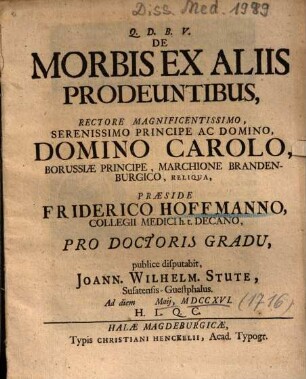 Diss. Med. 1989
Q. D. B. V.
DE
MORBIS EX ALIIS
PRODEUNTIBUS,
RECTORE MAGNIFICENTISSIMO,
SERENISSIMO PRINCIPE AC DOMINO,
DOMINO CAROLO,
BORUSSIÆ PRINCIPE, MARCHIONE BRANDEN-
BURGICO, RELIQUA,
PRÆSIDE
FRIDERICO HOFFMANNO,
COLLEGII MEDICI h. t. DECANO,
PRO DOCTORIS GRADU,
publice disputabit,
JOANN. WILHELM. STUTE,
Susatensis-Guestphalus.
Ad diem Maij, MDCCXVI. (1716)
H. L. Q. C.
HALÆ MAGDEBURGICÆ,
Typis CHRISTIANI HENCKELII, Acad. Typogr.